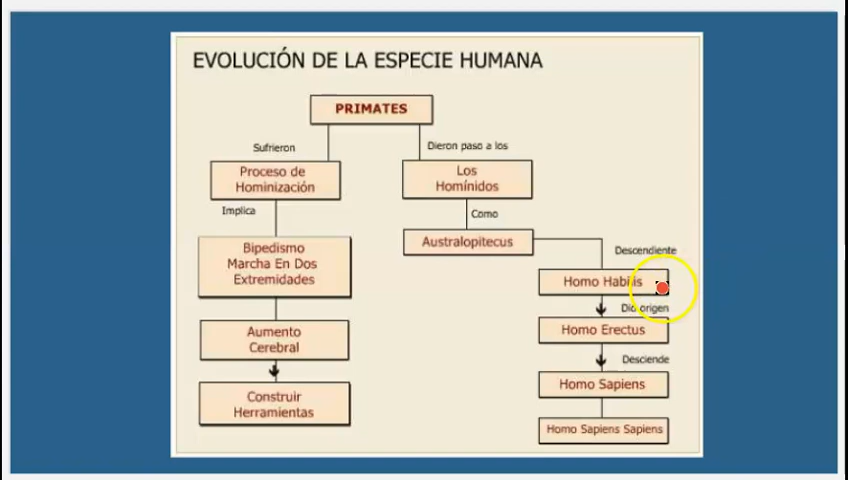 EVOLUCIÓN DE LA ESPECIE HUMANA
PRIMATES
Sufrieron
Dieron paso a los
Proceso de
Hominización
Los
Homínidos
Implica
Como
Bipedismo
Marcha En Dos
Extremidades
Australopitecus
Descendiente
Homo Habilis
Dio origen
Aumento
Cerebral
Homo Erectus
Desciende
Construir
Herramientas
Homo Sapiens
Homo Sapiens Sapiens